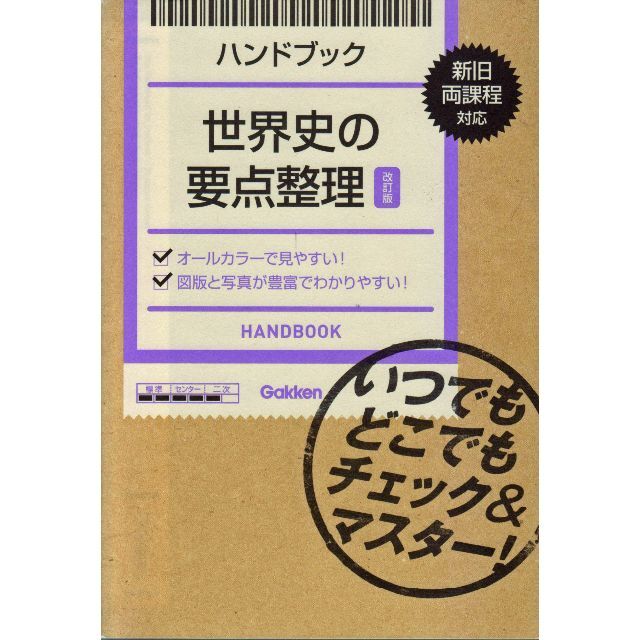 ハンドブック
新旧
両課程
対応
世界史の
要点整理
改訂版
オールカラーで見やすい!
図版と写真が豊富でわかりやすい!
HANDBOOK
標準 センター 二次
Gakken
いつでも
どこでも
チェック&
マスター!